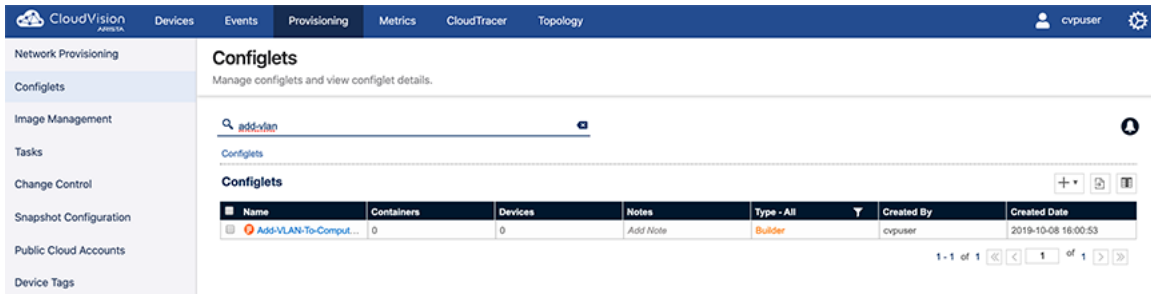 CloudVision
ARISTA
Devices Events Provisioning Metrics CloudTracer Topology cvpuser
Network Provisioning
Configlets
Image Management
Tasks
Change Control
Snapshot Configuration
Public Cloud Accounts
Device Tags
Configlets
Manage configlets and view configlet details.
add-vlan
Configlets
Configlets
Name Containers Devices Notes Type - All Created By Created Date
Add-VLAN-To-Comput... 0 0 Add Note Builder cvpuser 2019-10-08 16:00:53
1 - 1 of 1 1 of 1